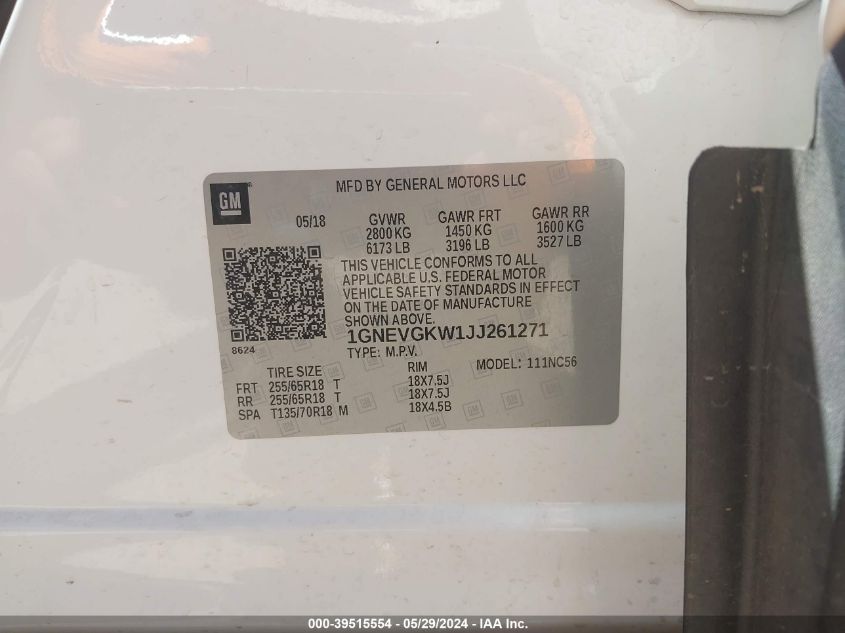 GM
MFD BY GENERAL MOTORS LLC
05/18 GVWR GAWR FRT GAWR RR
2800 KG 1450 KG 1600 KG
6173 LB 3196 LB 3527 LB
THIS VEHICLE CONFORMS TO ALL
APPLICABLE U.S. FEDERAL MOTOR
VEHICLE SAFETY STANDARDS IN EFFECT
ON THE DATE OF MANUFACTURE
SHOWN ABOVE.
1GNEVGKW1JJ261271
8624
TYPE: M.P.V. MODEL: 111NC56
TIRE SIZE RIM
FRT 255/65R18 T 18X7.5J
RR 255/65R18 T 18X7.5J
SPA T135/70R18 M 18X4.5B
000-39515554 - 05/29/2024 - IAA Inc.